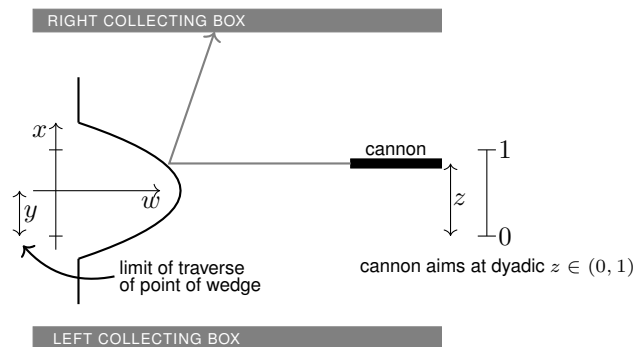 RIGHT COLLECTING BOX
x
cannon
1
w
y
z
0
limit of traverse
of point of wedge
cannon aims at dyadic z ∈ (0, 1)
LEFT COLLECTING BOX